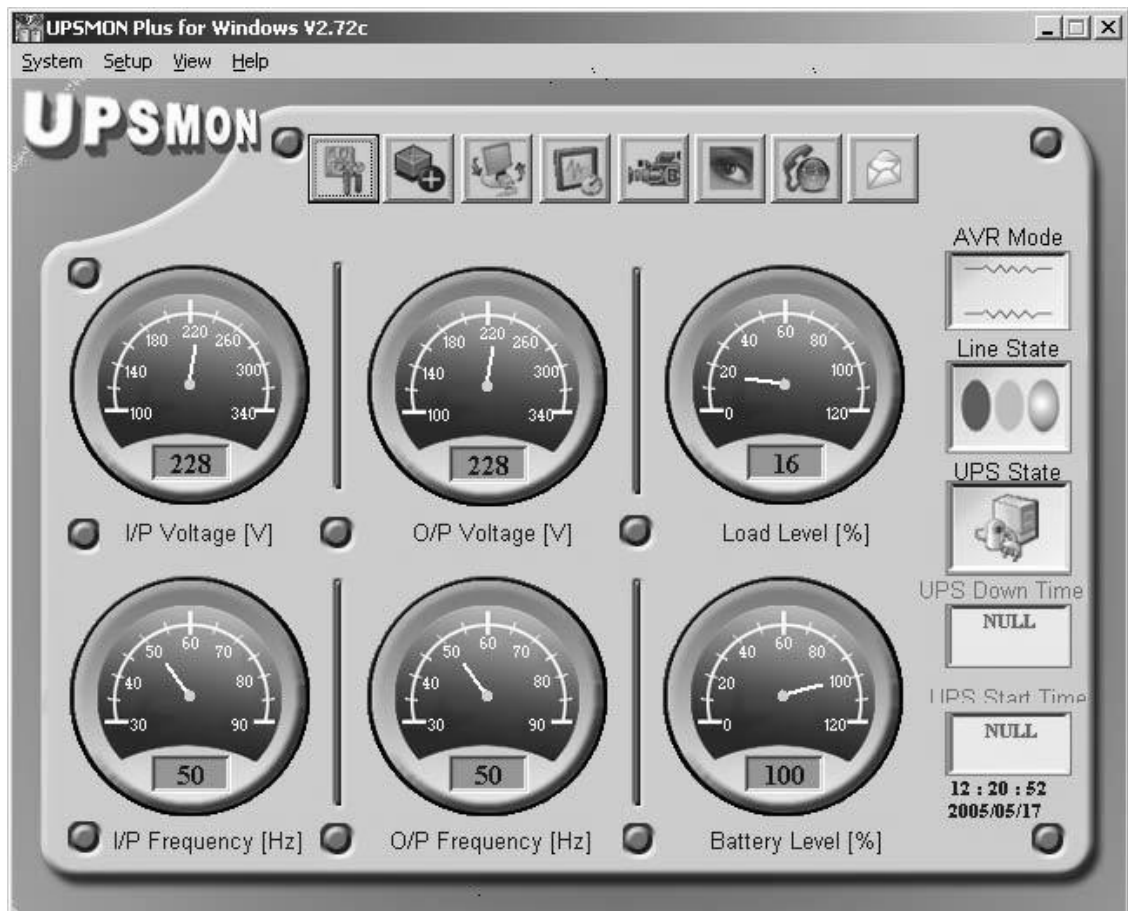 UPSMON Plus for Windows V2.72c
System Setup View Help
UPSMON
AVR Mode
Line State
UPS State
UPS Down Time
NULL
UPS Start Time
NULL
12 : 20 : 52
2005/05/17
100 140 180 220 260 300 340
228
I/P Voltage [V]
100 140 180 220 260 300 340
228
O/P Voltage [V]
0 20 40 60 80 100 120
16
Load Level [%]
30 40 50 60 70 80 90
50
I/P Frequency [Hz]
30 40 50 60 70 80 90
50
O/P Frequency [Hz]
0 20 40 60 80 100 120
100
Battery Level [%]